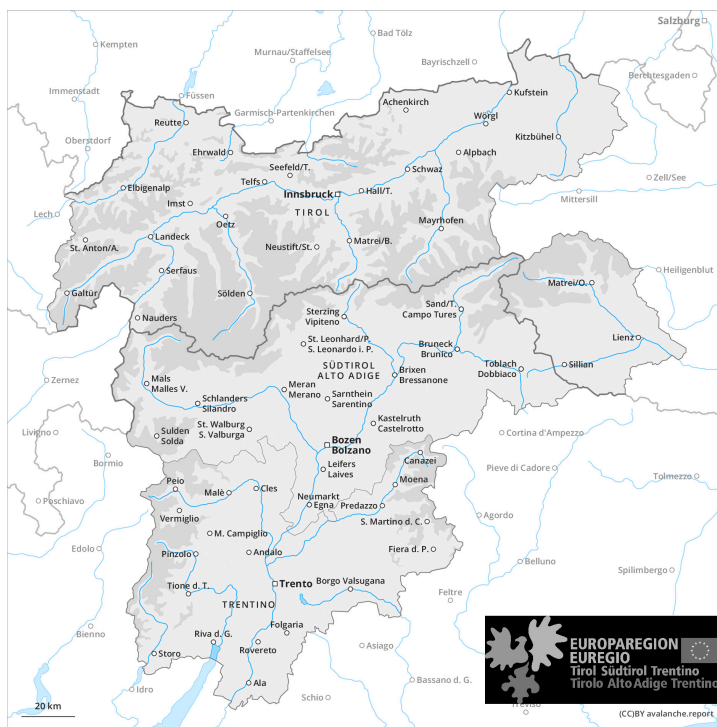 Salzburg
Kempten
Bad Tölz
Murnau/Staffelsee
Bayrischzell
Berchtesgaden
Immenstadt
Füssen
Kufstein
Achenkirch
Garmisch-Partenkirchen
Wörgl
Reutte
Oberstdorf
Kitzbühel
Ehrwald
Alpbach
Seefeld/T.
Schwaz
Telfs
Zell/See
Elbigenalp
Innsbruck
Hall/T.
Mittersill
Imst
TIROL
Lech
Oetz
Mayrhofen
Landeck
St. Anton/A.
Neustift/St.
Matrei/B.
Serfaus
Heiligenblut
Matrei/O.
Galtür
Sölden
Sand/T.
Campo Tures
Nauders
Sterzing
Vipiteno
Lienz
St. Leonhard/P.
S. Leonardo i. P.
Bruneck
Brunico
Toblach
Dobbiaco
Sillian
SÜDTIROL
ALTO ADIGE
Brixen
Bressanone
Zernez
Mals
Malles V.
Meran
Merano
Schlanders
Silandro
Sarnthein
Sarentino
Kastelruth
Castelrotto
St. Walburg
S. Valburga
Livigno
Sulden
Solda
Cortina d'Ampezzo
Bozen
Bolzano
Bormio
Canazei
Leifers
Laives
Pieve di Cadore
Tolmezzo
Peio
Moena
Malè
Cles
Poschiavo
Neumarkt
Egna
Predazzo
Vermiglio
S. Martino d. C.
Agordo
M. Campiglio
Edolo
Pinzolo
Andalo
Fiera d. P.
Belluno
Spilimbergo
Trento
Borgo Valsugana
Tione d. T.
Feltre
TRENTINO
Folgaria
Bienno
Riva d. G.
Rovereto
Asiago
Storo
EUROPAREGION
EUREGIO
Tirol Südtirol Trentino
Tirolo Alto Adige Trentino
Ala
Bassano d. G.
Idro
Schio
20 km
Treviso
(CC)BY avalanche.report